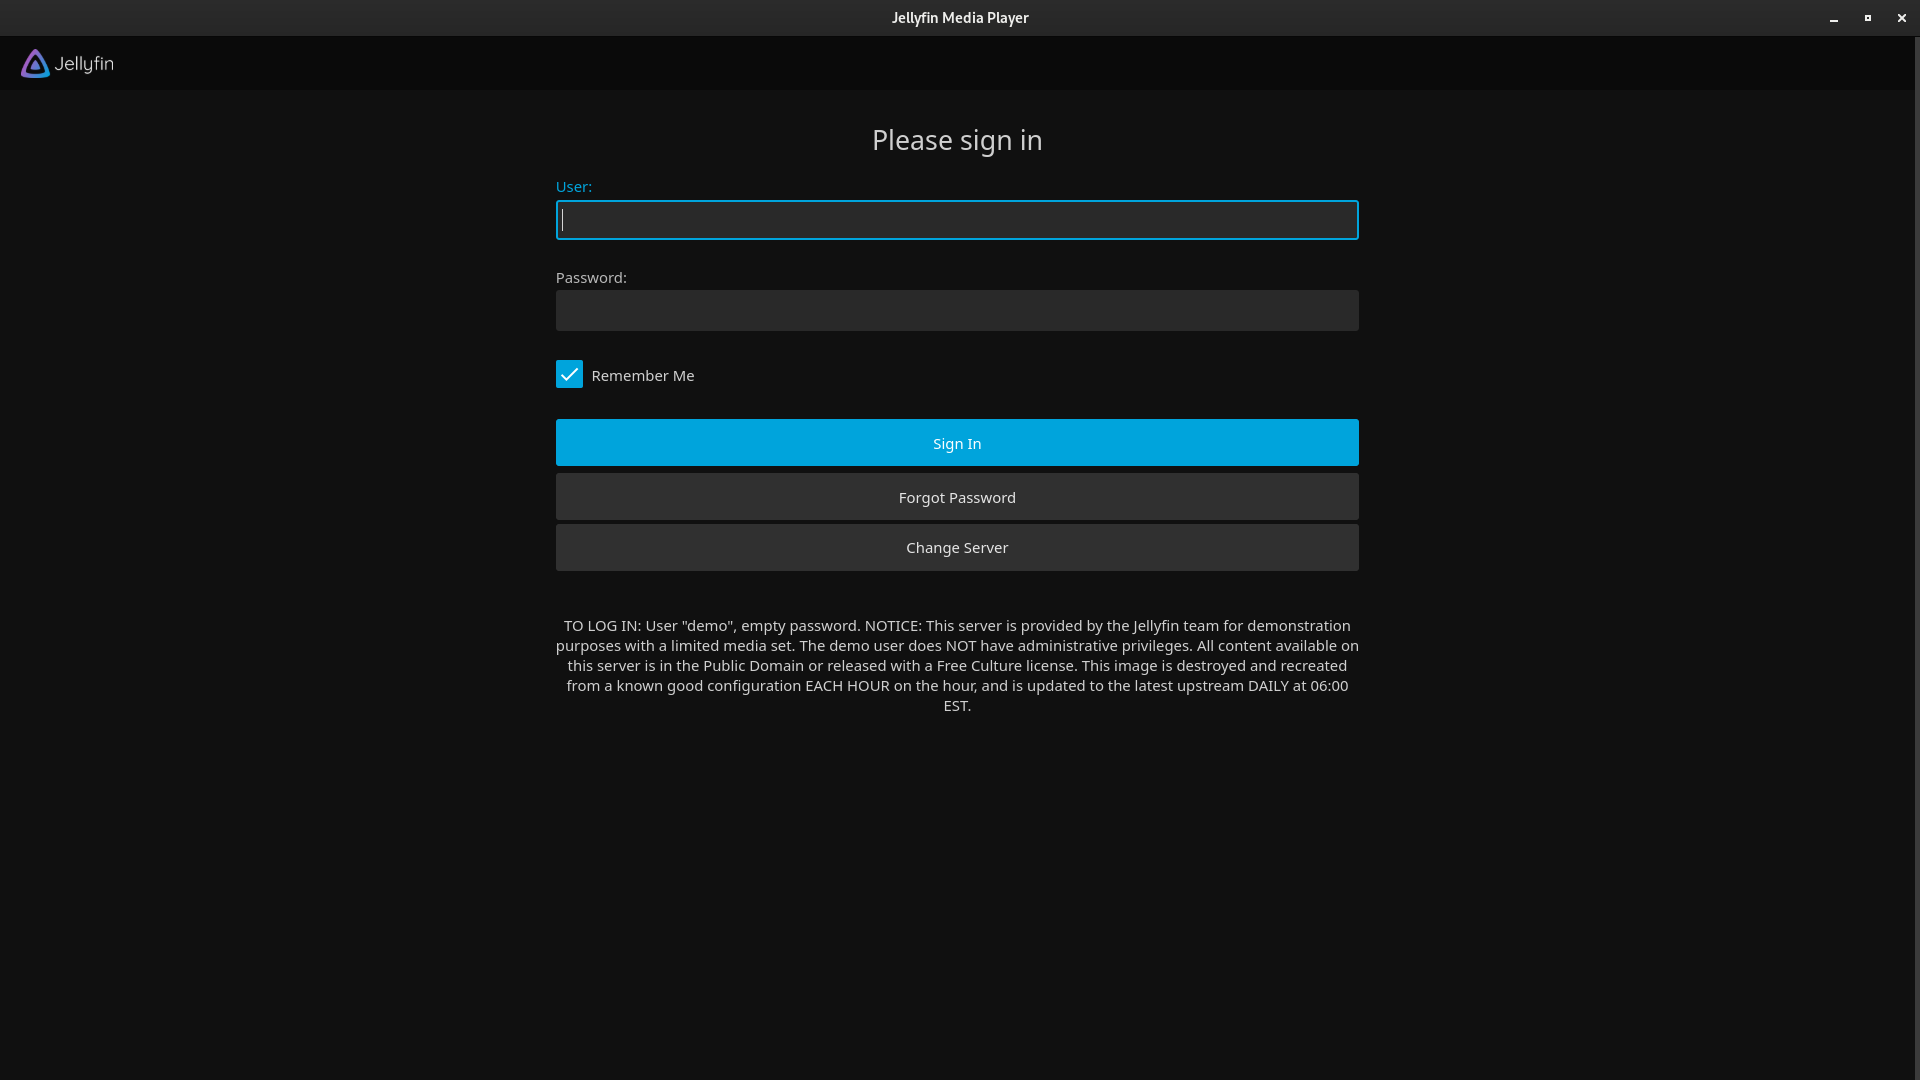 Jellyfin Media Player
Jellyfin
Please sign in
User:
Password:
Remember Me
Sign In
Forgot Password
Change Server
TO LOG IN: User "demo", empty password. NOTICE: This server is provided by the Jellyfin team for demonstration
purposes with a limited media set. The demo user does NOT have administrative privileges. All content available on
this server is in the Public Domain or released with a Free Culture license. This image is destroyed and recreated
from a known good configuration EACH HOUR on the hour, and is updated to the latest upstream DAILY at 06:00
EST.